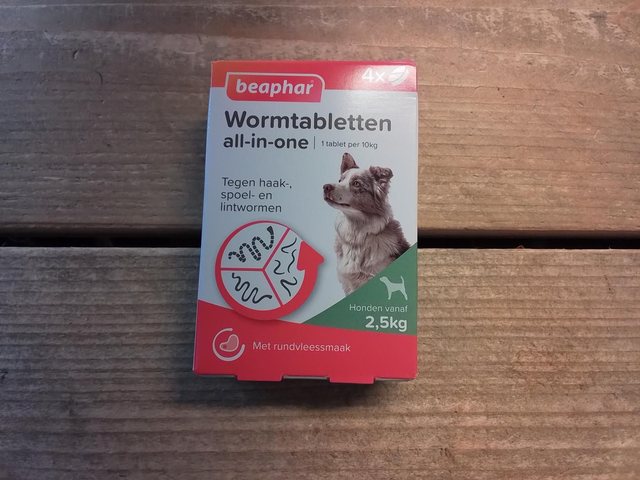 4x
beaphar
Wormtabletten
all-in-one | 1 tablet per 10kg
Tegen haak-,
spoel- en
lintwormen
Honden vanaf
2,5kg
Met rundvleessmaak